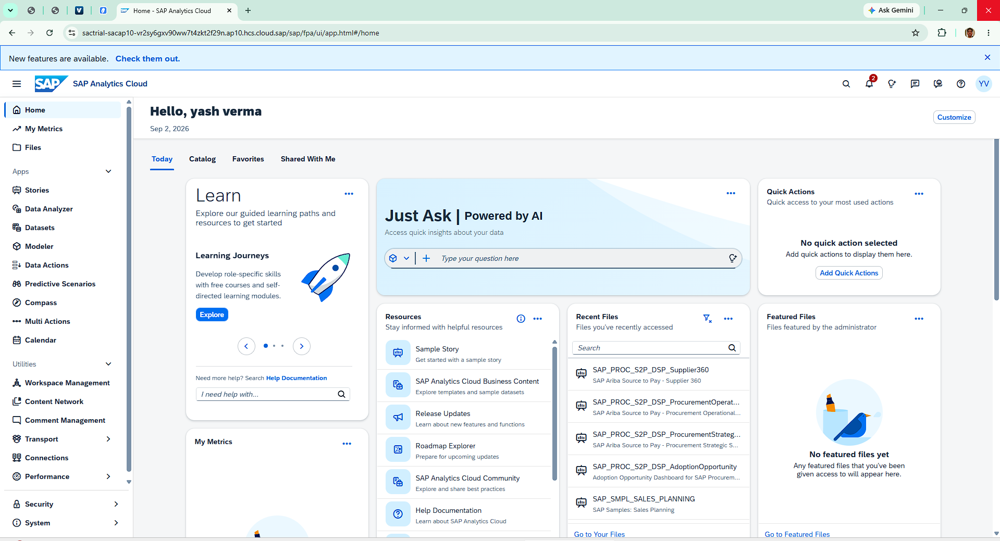 Home - SAP Analytics Cloud
Ask Gemini
sactrial-sacap10-vr2sy6gxv90ww7t4zkt2f29n.ap10.hcs.cloud.sap/sap/fpa/ui/app.html#/home
New features are available. Check them out.
SAP SAP Analytics Cloud
2
YV
Home
My Metrics
Files
Apps
Stories
Data Analyzer
Datasets
Modeler
Data Actions
Predictive Scenarios
Compass
Multi Actions
Calendar
Utilities
Workspace Management
Content Network
Comment Management
Transport
Connections
Performance
Security
System
Hello, yash verma
Sep 2, 2026
Customize
Today Catalog Favorites Shared With Me
Learn
Explore our guided learning paths and
resources to get started
Learning Journeys
Develop role-specific skills
with free courses and self-
directed learning modules.
Explore
Need more help? Search Help Documentation
I need help with...
My Metrics
Just Ask | Powered by AI
Access quick insights about your data
Type your question here
Quick Actions
Quick access to your most used actions
No quick action selected
Add quick actions to display them here.
Add Quick Actions
Resources
Stay informed with helpful resources
Sample Story
Get started with a sample story
SAP Analytics Cloud Business Content
Explore templates and sample datasets
Release Updates
Learn about new features and functions
Roadmap Explorer
Prepare for upcoming updates
SAP Analytics Cloud Community
Explore and share best practices
Help Documentation
Learn about SAP Analytics Cloud
Recent Files
Files you've recently accessed
Search
SAP_PROC_S2P_DSP_Supplier360
SAP Ariba Source to Pay - Supplier 360
SAP_PROC_S2P_DSP_ProcurementOperat...
SAP Ariba Source to Pay - Procurement Operational...
SAP_PROC_S2P_DSP_ProcurementStrateg...
SAP Ariba Source to Pay - Procurement Strategic S...
SAP_PROC_S2P_DSP_AdoptionOpportunity
Adoption Opportunity Dashboard for SAP Procurem...
SAP_SMPL_SALES_PLANNING
SAP Samples: Sales Planning
Go to Your Files
Featured Files
Files featured by the administrator
No featured files yet
Any featured files that you've been
given access to will appear here.
Go to Featured Files